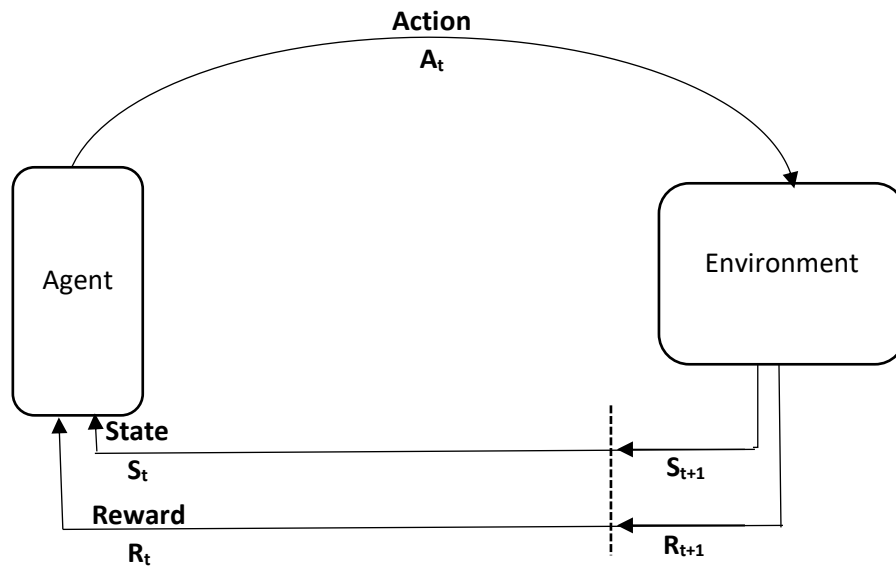 Action
Aₜ
Agent
Environment
State
Sₜ
Sₜ₊₁
Reward
Rₜ
Rₜ₊₁